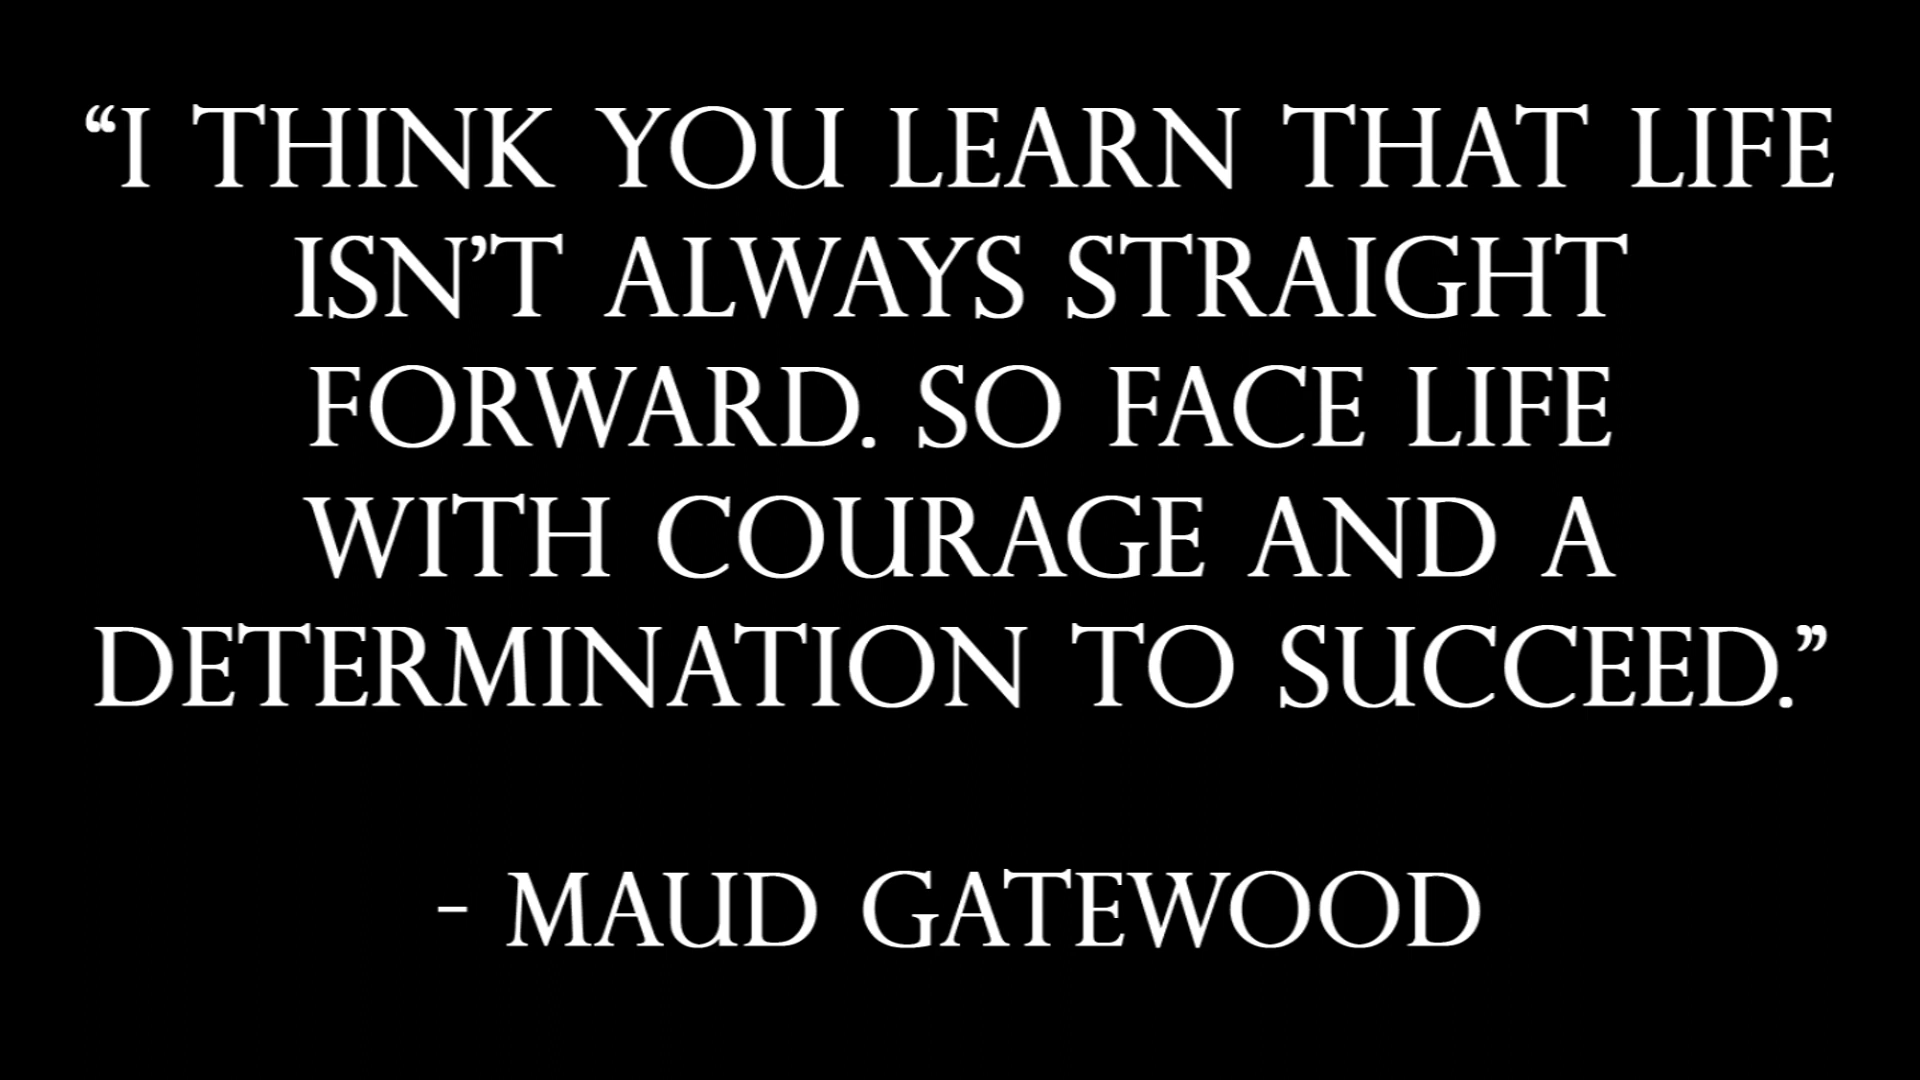 “I THINK YOU LEARN THAT LIFE
ISN’T ALWAYS STRAIGHT
FORWARD. SO FACE LIFE
WITH COURAGE AND A
DETERMINATION TO SUCCEED.”
- MAUD GATEWOOD